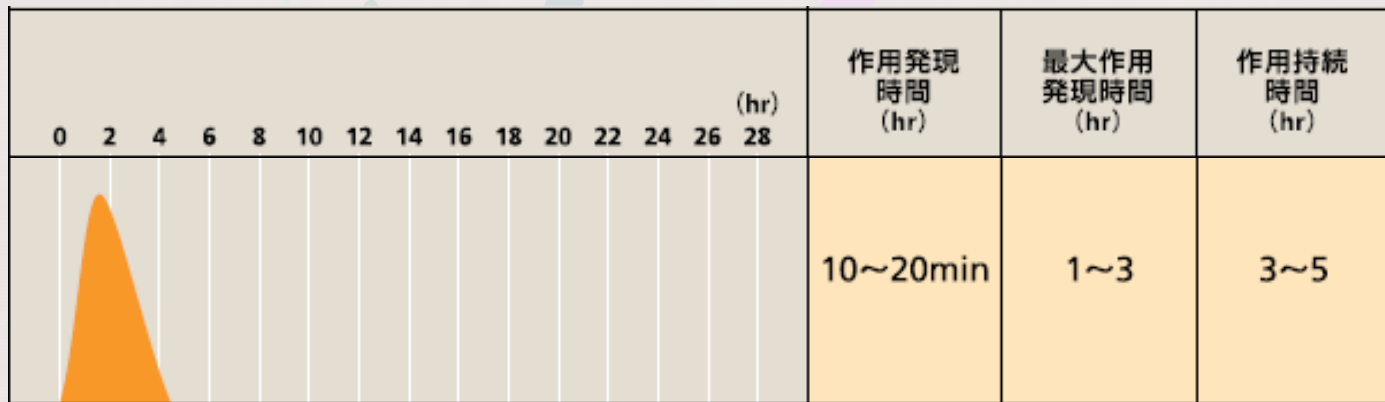 (hr)
0 2 4 6 8 10 12 14 16 18 20 22 24 26 28
作用発現
時間
(hr)
最大作用
発現時間
(hr)
作用持続
時間
(hr)
10〜20min
1〜3
3〜5